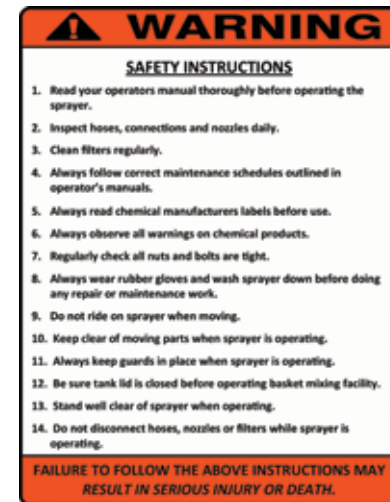 WARNING
SAFETY INSTRUCTIONS
1. Read your operators manual thoroughly before operating the
sprayer.
2. Inspect hoses, connections and nozzles daily.
3. Clean filters regularly.
4. Always follow correct maintenance schedules outlined in
operator's manuals.
5. Always read chemical manufacturers labels before use.
6. Always observe all warnings on chemical products.
7. Regularly check all nuts and bolts are tight.
8. Always wear rubber gloves and wash sprayer down before doing
any repair or maintenance work.
9. Do not ride on sprayer when moving.
10. Keep clear of moving parts when sprayer is operating.
11. Always keep guards in place when sprayer is operating.
12. Be sure tank lid is closed before operating basket mixing facility.
13. Stand well clear of sprayer when operating.
14. Do not disconnect hoses, nozzles or filters while sprayer is
operating.
FAILURE TO FOLLOW THE ABOVE INSTRUCTIONS MAY
RESULT IN SERIOUS INJURY OR DEATH.